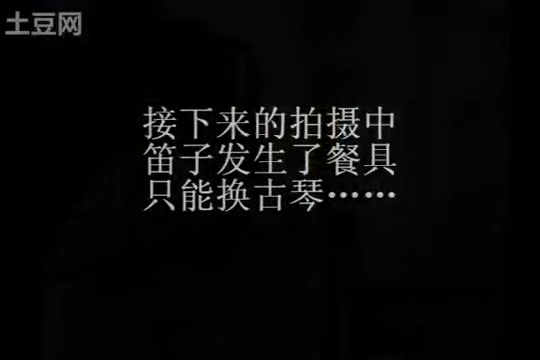 土豆网
接下来的拍摄中
笛子发生了餐具
只能换古琴……